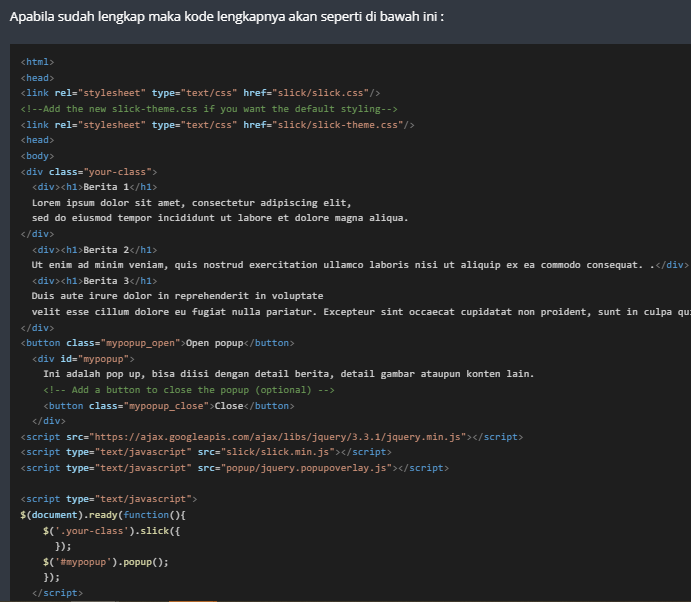 Apabila sudah lengkap maka kode lengkapnya akan seperti di bawah ini :
<html>
<head>
<link rel="stylesheet" type="text/css" href="slick/slick.css"/>
<!--Add the new slick-theme.css if you want the default styling-->
<link rel="stylesheet" type="text/css" href="slick/slick-theme.css"/>
<head>
<body>
<div class="your-class">
<div><h1>Berita 1</h1>
Lorem ipsum dolor sit amet, consectetur adipiscing elit,
sed do eiusmod tempor incididunt ut labore et dolore magna aliqua.
</div>
<div><h1>Berita 2</h1>
Ut enim ad minim veniam, quis nostrud exercitation ullamco laboris nisi ut aliquip ex ea commodo consequat. .</div>
<div><h1>Berita 3</h1>
Duis aute irure dolor in reprehenderit in voluptate
velit esse cillum dolore eu fugiat nulla pariatur. Excepteur sint occaecat cupidatat non proident, sunt in culpa
</div>
<button class="mypopup_open">Open popup</button>
<div id="mypopup">
Ini adalah pop up, bisa diisi dengan detail berita, detail gambar ataupun konten lain.
<!-- Add a button to close the popup (optional) -->
<button class="mypopup_close">Close</button>
</div>
<script src="https://ajax.googleapis.com/ajax/libs/jquery/3.3.1/jquery.min.js"></script>
<script type="text/javascript" src="slick/slick.min.js"></script>
<script type="text/javascript" src="popup/jquery.popupoverlay.js"></script>
<script type="text/javascript">
$(document).ready(function(){
$('.your-class').slick({
});
$('#mypopup').popup();
});
</script>